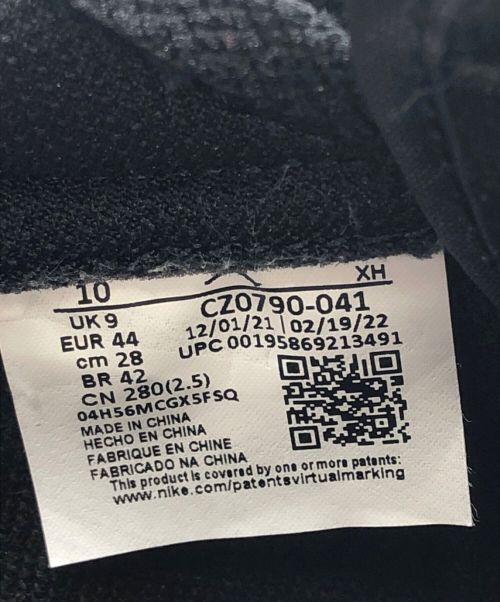 10 XH
UK 9 CZ0790-041
EUR 44 12/01/21 | 02/19/22
cm 28 UPC 00195869213491
BR 42
CN 280(2.5)
04H56MCGX5FSQ
MADE IN CHINA
HECHO EN CHINA
FABRIQUE EN CHINE
FABRICADO NA CHINA
This product is covered by one or more patents:
www.nike.com/patentsvirtualmarking